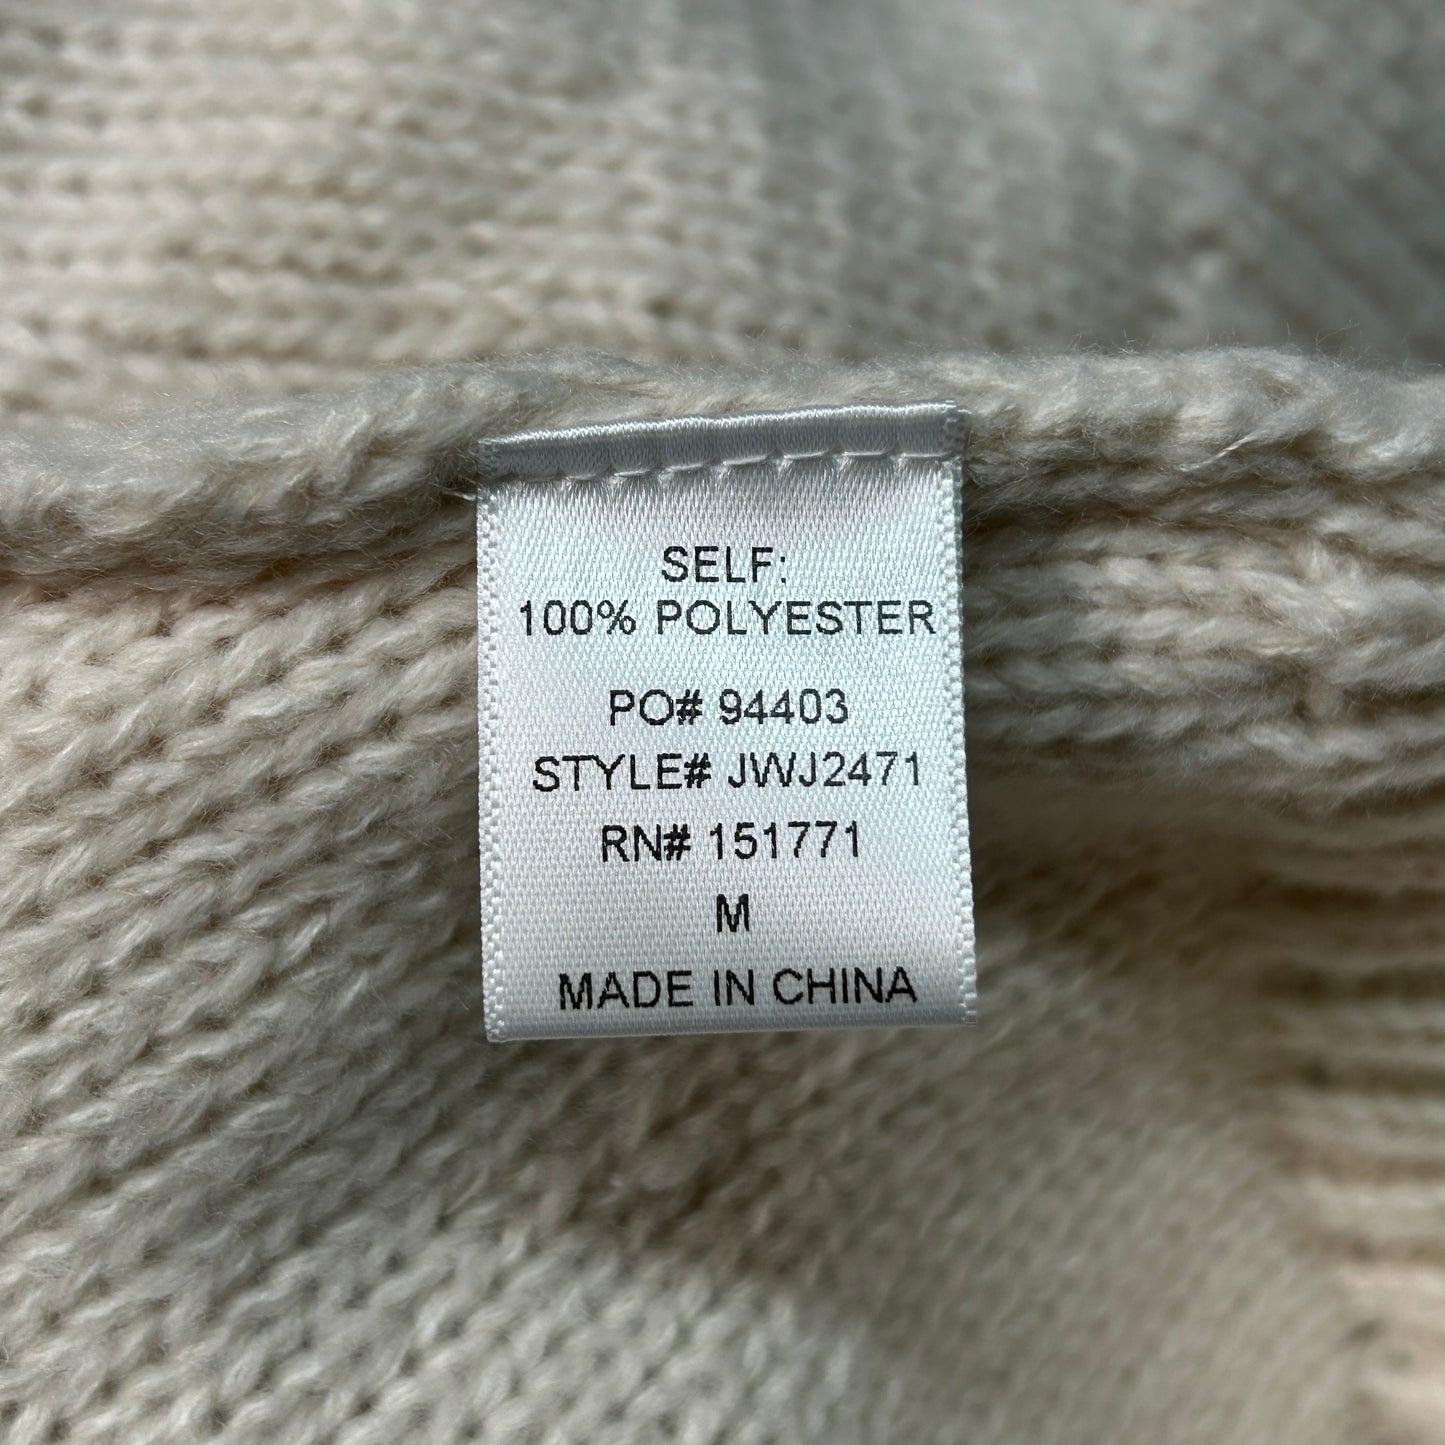 SELF:
100% POLYESTER
PO# 94403
STYLE# JWJ2471
RN# 151771
M
MADE IN CHINA